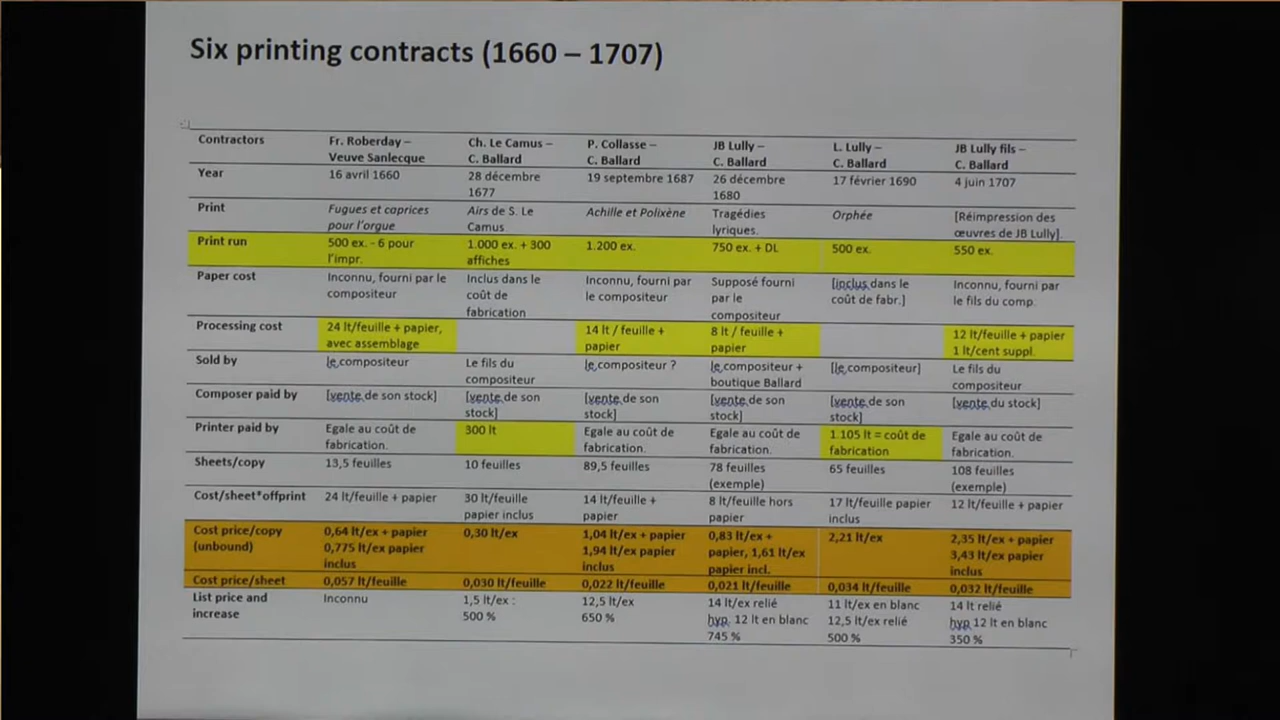 Six printing contracts (1660 – 1707)
Contractors
Fr. Roberday –
Veuve Sanlecque
Ch. Le Camus –
C. Ballard
P. Collasse –
C. Ballard
JB Lully –
C. Ballard
L. Lully –
C. Ballard
JB Lully fils –
C. Ballard
Year
16 avril 1660
28 décembre
1677
19 septembre 1687
26 décembre
1680
17 février 1690
4 juin 1707
Print
Fugues et caprices
pour l'orgue
Airs de S. Le
Camus
Achille et Polixène
Tragédies
lyriques.
Orphée
[Réimpression des
œuvres de JB Lully].
Print run
500 ex. - 6 pour
l'impr.
1.000 ex. + 300
affiches
1.200 ex.
750 ex. + DL
500 ex.
550 ex.
Paper cost
Inconnu, fourni par le
compositeur
Inclus dans le
coût de
fabrication
Inconnu, fourni par
le compositeur
Supposé fourni
par le
compositeur
[inclus dans le
coût de fabr.]
Inconnu, fourni par
le fils du comp.
Processing cost
24 lt/feuille + papier,
avec assemblage
14 lt / feuille +
papier
8 lt / feuille +
papier
12 lt/feuille + papier
1 lt/cent suppl.
Sold by
le compositeur
Le fils du
compositeur
le compositeur ?
le compositeur +
boutique Ballard
[le compositeur]
Le fils du
compositeur
Composer paid by
[vente de son stock]
[vente de son
stock]
[vente de son
stock]
[vente de son
stock]
[vente de son
stock]
[vente du stock]
Printer paid by
Egale au coût de
fabrication.
300 lt
Egale au coût de
fabrication.
Egale au coût de
fabrication.
1.105 lt = coût de
fabrication
Egale au coût de
fabrication.
Sheets/copy
13,5 feuilles
10 feuilles
89,5 feuilles
78 feuilles
(exemple)
65 feuilles
108 feuilles
(exemple)
Cost/sheet*offprint
24 lt/feuille + papier
30 lt/feuille
papier inclus
14 lt/feuille +
papier
8 lt/feuille hors
papier
17 lt/feuille papier
inclus
12 lt/feuille + papier
Cost price/copy
(unbound)
0,64 lt/ex + papier
0,775 lt/ex papier
inclus
0,30 lt/ex
1,04 lt/ex + papier
1,94 lt/ex papier
inclus
0,83 lt/ex +
papier, 1,61 lt/ex
papier incl.
2,21 lt/ex
2,35 lt/ex + papier
3,43 lt/ex papier
inclus
Cost price/sheet
0,057 lt/feuille
0,030 lt/feuille
0,022 lt/feuille
0,021 lt/feuille
0,034 lt/feuille
0,032 lt/feuille
List price and
increase
Inconnu
1,5 lt/ex :
500 %
12,5 lt/ex
650 %
14 lt/ex relié
hyp. 12 lt en blanc
745 %
11 lt/ex en blanc
12,5 lt/ex relié
500 %
14 lt relié
hyp 12 lt en blanc
350 %